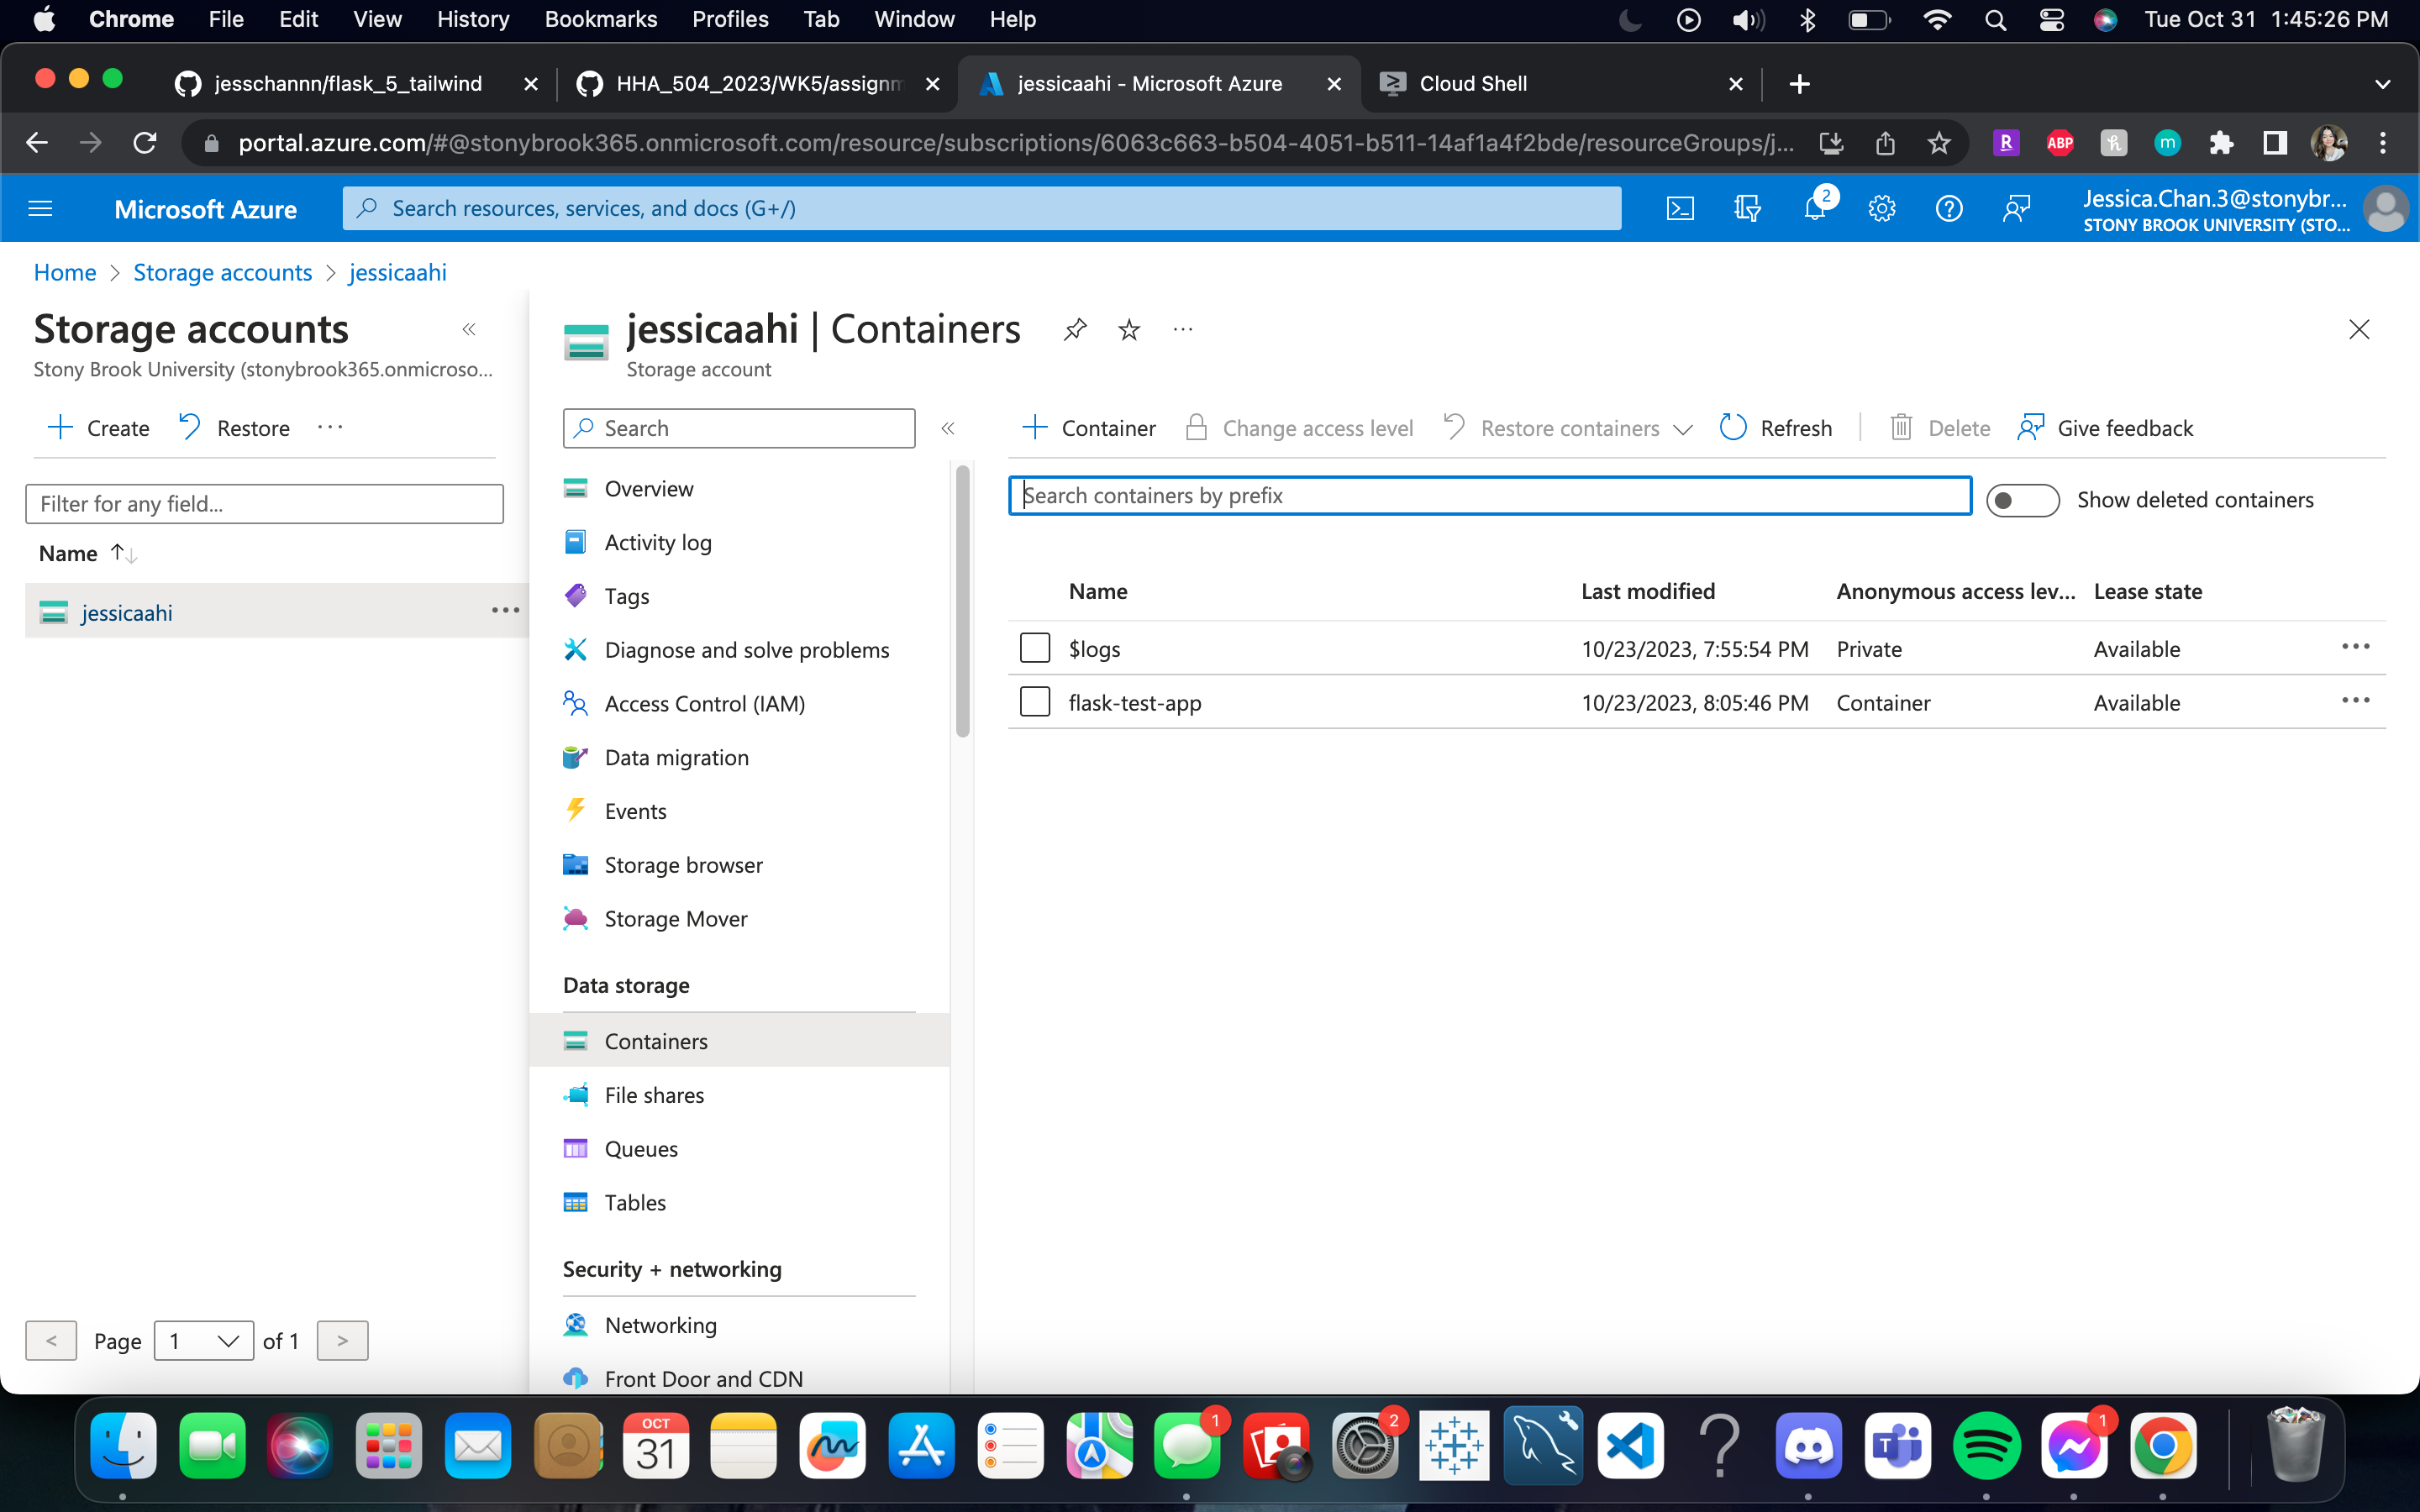 Chrome File Edit View History Bookmarks Profiles Tab Window Help Tue Oct 31 1:45:26 PM
jesschannn/flask_5_tailwind HHA_504_2023/WK5/assignm jessicaahi - Microsoft Azure Cloud Shell
portal.azure.com/#@stonybrook365.onmicrosoft.com/resource/subscriptions/6063c663-b504-4051-b511-14af1a4f2bde/resourceGroups/j... R ABP h m
Microsoft Azure Search resources, services, and docs (G+/) 2 Jessica.Chan.3@stonybr...
STONY BROOK UNIVERSITY (STO...
Home > Storage accounts > jessicaahi
Storage accounts «
Stony Brook University (stonybrook365.onmicroso...
Create Restore ...
Filter for any field...
Name
jessicaahi ...
< Page 1 of 1 >
jessicaahi | Containers ...
Storage account
Search «
Overview
Activity log
Tags
Diagnose and solve problems
Access Control (IAM)
Data migration
Events
Storage browser
Storage Mover
Data storage
Containers
File shares
Queues
Tables
Security + networking
Networking
Front Door and CDN
Container Change access level Restore containers Refresh Delete Give feedback
Search containers by prefix Show deleted containers
Name Last modified Anonymous access lev... Lease state
$logs 10/23/2023, 7:55:54 PM Private Available ...
flask-test-app 10/23/2023, 8:05:46 PM Container Available ...
OCT
31
1
2
1
T